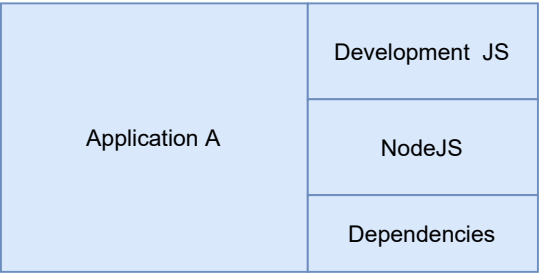 Application A
Development JS
NodeJS
Dependencies